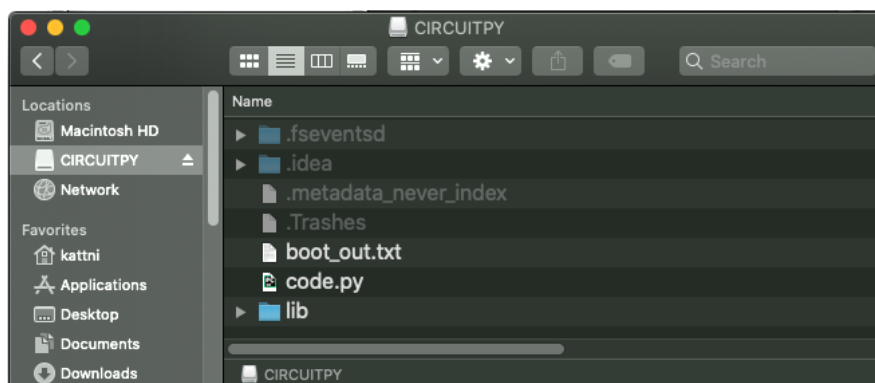 CIRCUITPY
Search
Locations
Macintosh HD
CIRCUITPY
Network
Favorites
kattni
Applications
Desktop
Documents
Downloads
Name
.fseventsd
.idea
.metadata_never_index
.Trashes
boot_out.txt
code.py
lib
CIRCUITPY